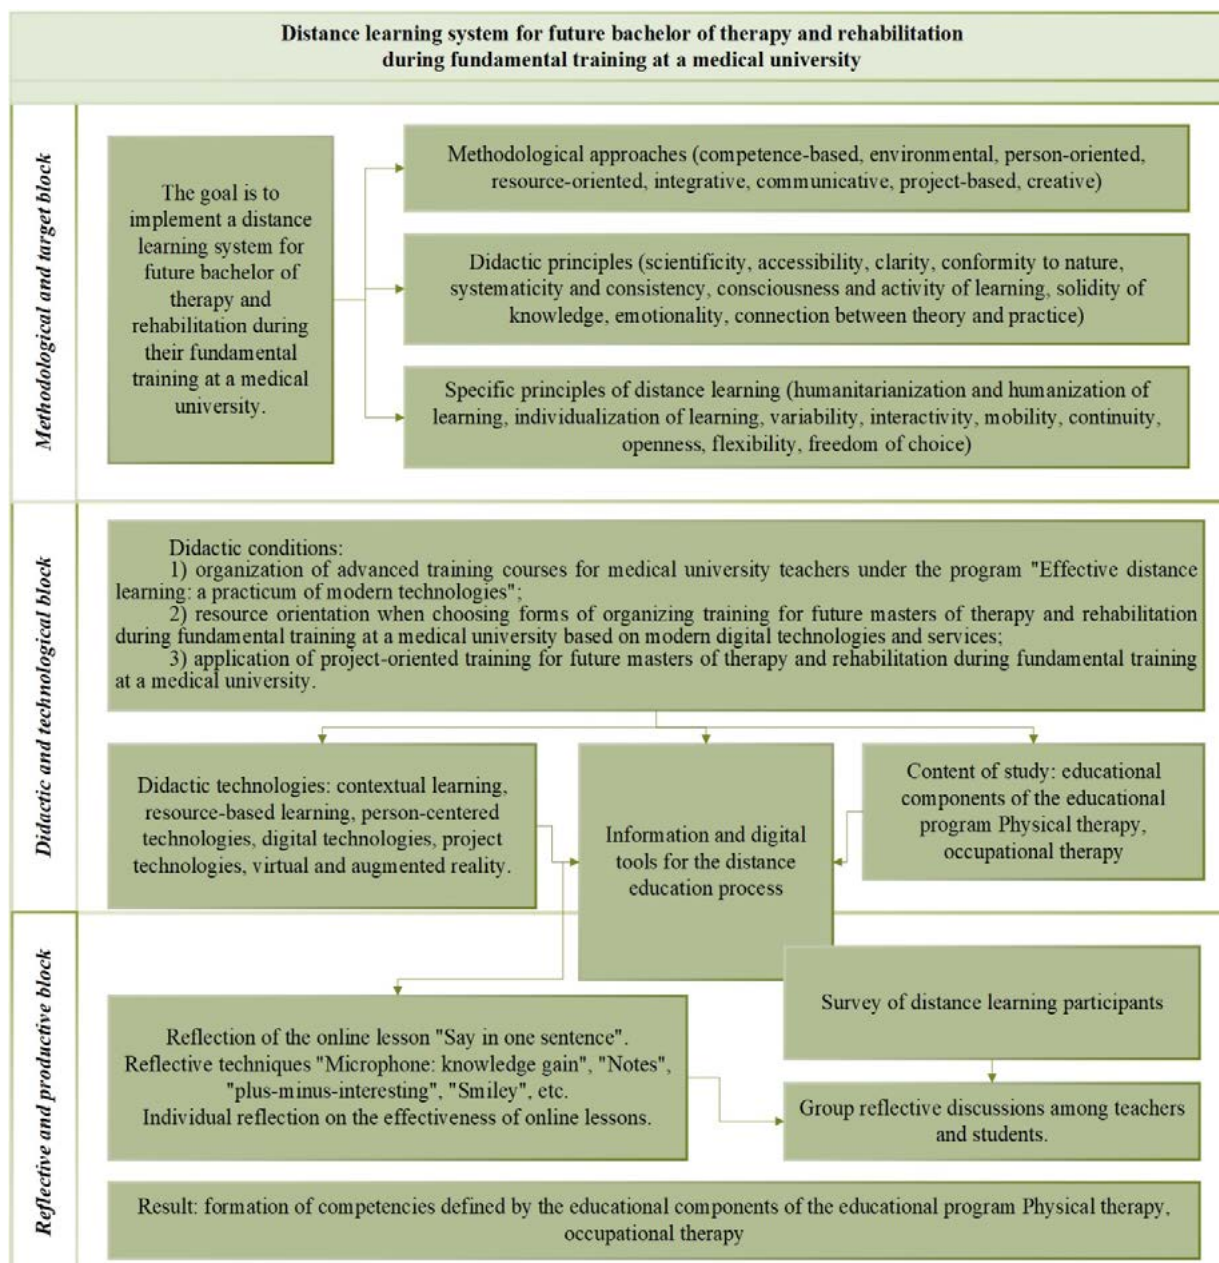 Distance learning system for future bachelor of therapy and rehabilitation
during fundamental training at a medical university
Methodological and target block
The goal is to
implement a distance
learning system for
future bachelor of
therapy and
rehabilitation during
their fundamental
training at a medical
university.
Methodological approaches (competence-based, environmental, person-oriented,
resource-oriented, integrative, communicative, project-based, creative)
Didactic principles (scientificity, accessibility, clarity, conformity to nature,
systematicity and consistency, consciousness and activity of learning, solidity of
knowledge, emotionality, connection between theory and practice)
Specific principles of distance learning (humanitarianization and humanization of
learning, individualization of learning, variability, interactivity, mobility, continuity,
openness, flexibility, freedom of choice)
Didactic and technological block
Didactic conditions:
1) organization of advanced training courses for medical university teachers under the program "Effective distance
learning: a practicum of modern technologies";
2) resource orientation when choosing forms of organizing training for future masters of therapy and rehabilitation
during fundamental training at a medical university based on modern digital technologies and services;
3) application of project-oriented training for future masters of therapy and rehabilitation during fundamental training
at a medical university.
Didactic technologies: contextual learning,
resource-based learning, person-centered
technologies, digital technologies, project
technologies, virtual and augmented reality.
Information and digital
tools for the distance
education process
Content of study: educational
components of the educational
program Physical therapy,
occupational therapy
Reflective and productive block
Reflection of the online lesson "Say in one sentence".
Reflective techniques "Microphone: knowledge gain", "Notes",
"plus-minus-interesting", "Smiley", etc.
Individual reflection on the effectiveness of online lessons.
Survey of distance learning participants
Group reflective discussions among teachers
and students.
Result: formation of competencies defined by the educational components of the educational program Physical therapy,
occupational therapy